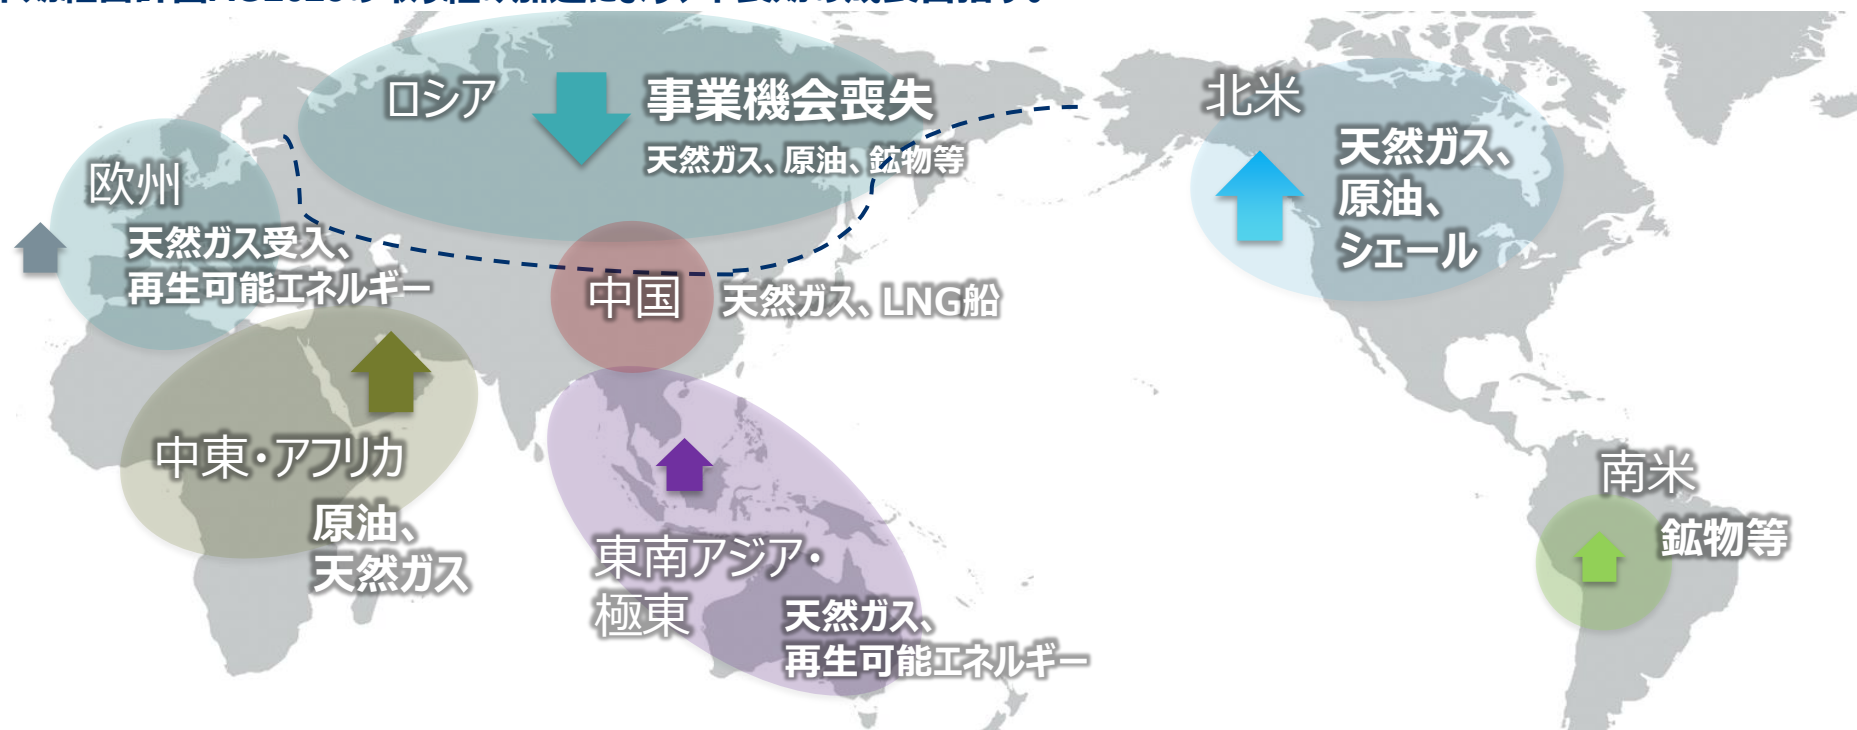 ロシア
事業機会喪失
天然ガス、原油、鉱物等
北米
天然ガス、
原油、
シェール
欧州
天然ガス受入、
再生可能エネルギー
中国
天然ガス、LNG船
中東・アフリカ
原油、
天然ガス
東南アジア・
極東
天然ガス、
再生可能エネルギー
南米
鉱物等